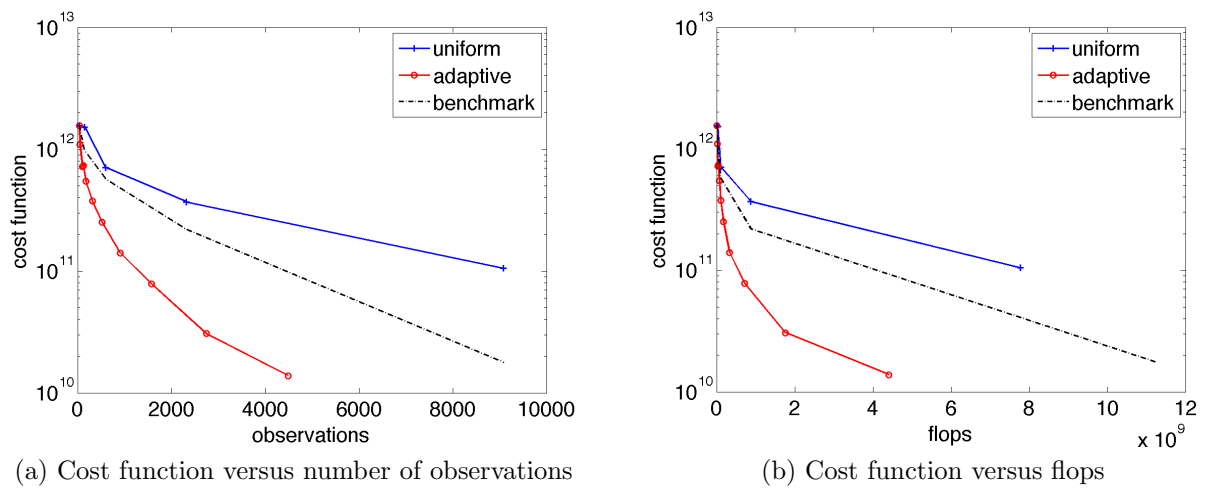 10^13
10^12
10^11
10^10
cost function
uniform
adaptive
benchmark
0 2000 4000 6000 8000 10000
observations
(a) Cost function versus number of observations
10^13
10^12
10^11
10^10
cost function
uniform
adaptive
benchmark
0 2 4 6 8 10 12
flops
x 10^9
(b) Cost function versus flops